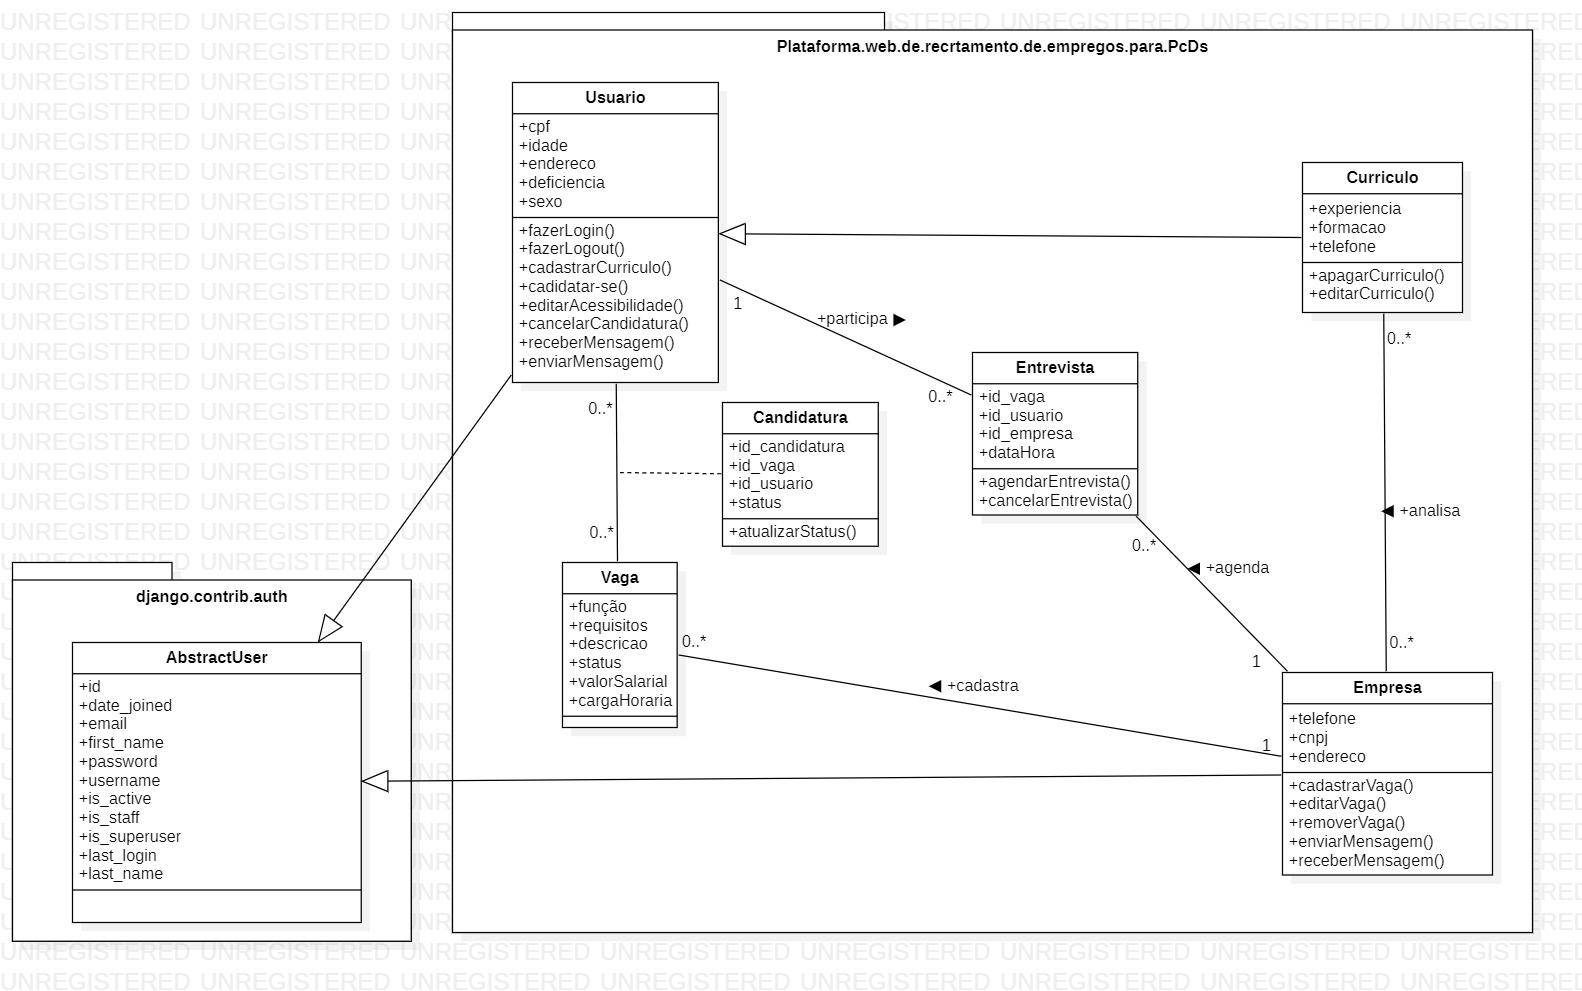 Plataforma.web.de.recrtamento.de.empregos.para.PcDs
Usuario
+cpf
+idade
+endereco
+deficiencia
+sexo
+fazerLogin()
+fazerLogout()
+cadastrarCurriculo()
+cadidatar-se()
+editarAcessibilidade()
+cancelarCandidatura()
+receberMensagem()
+enviarMensagem()
Curriculo
+experiencia
+formacao
+telefone
+apagarCurriculo()
+editarCurriculo()
1
+participa ►
0..*
Entrevista
+id_vaga
+id_usuario
+id_empresa
+dataHora
+agendarEntrevista()
+cancelarEntrevista()
0..*
0..*
Candidatura
+id_candidatura
+id_vaga
+id_usuario
+status
+atualizarStatus()
0..*
◄ +analisa
0..*
0..*
◄ +agenda
1
Vaga
+função
+requisitos
+descricao
+status
+valorSalarial
+cargaHoraria
0..*
◄ +cadastra
1
Empresa
+telefone
+cnpj
+endereco
+cadastrarVaga()
+editarVaga()
+removerVaga()
+enviarMensagem()
+receberMensagem()
django.contrib.auth
AbstractUser
+id
+date_joined
+email
+first_name
+password
+username
+is_active
+is_staff
+is_superuser
+last_login
+last_name
UNREGISTERED